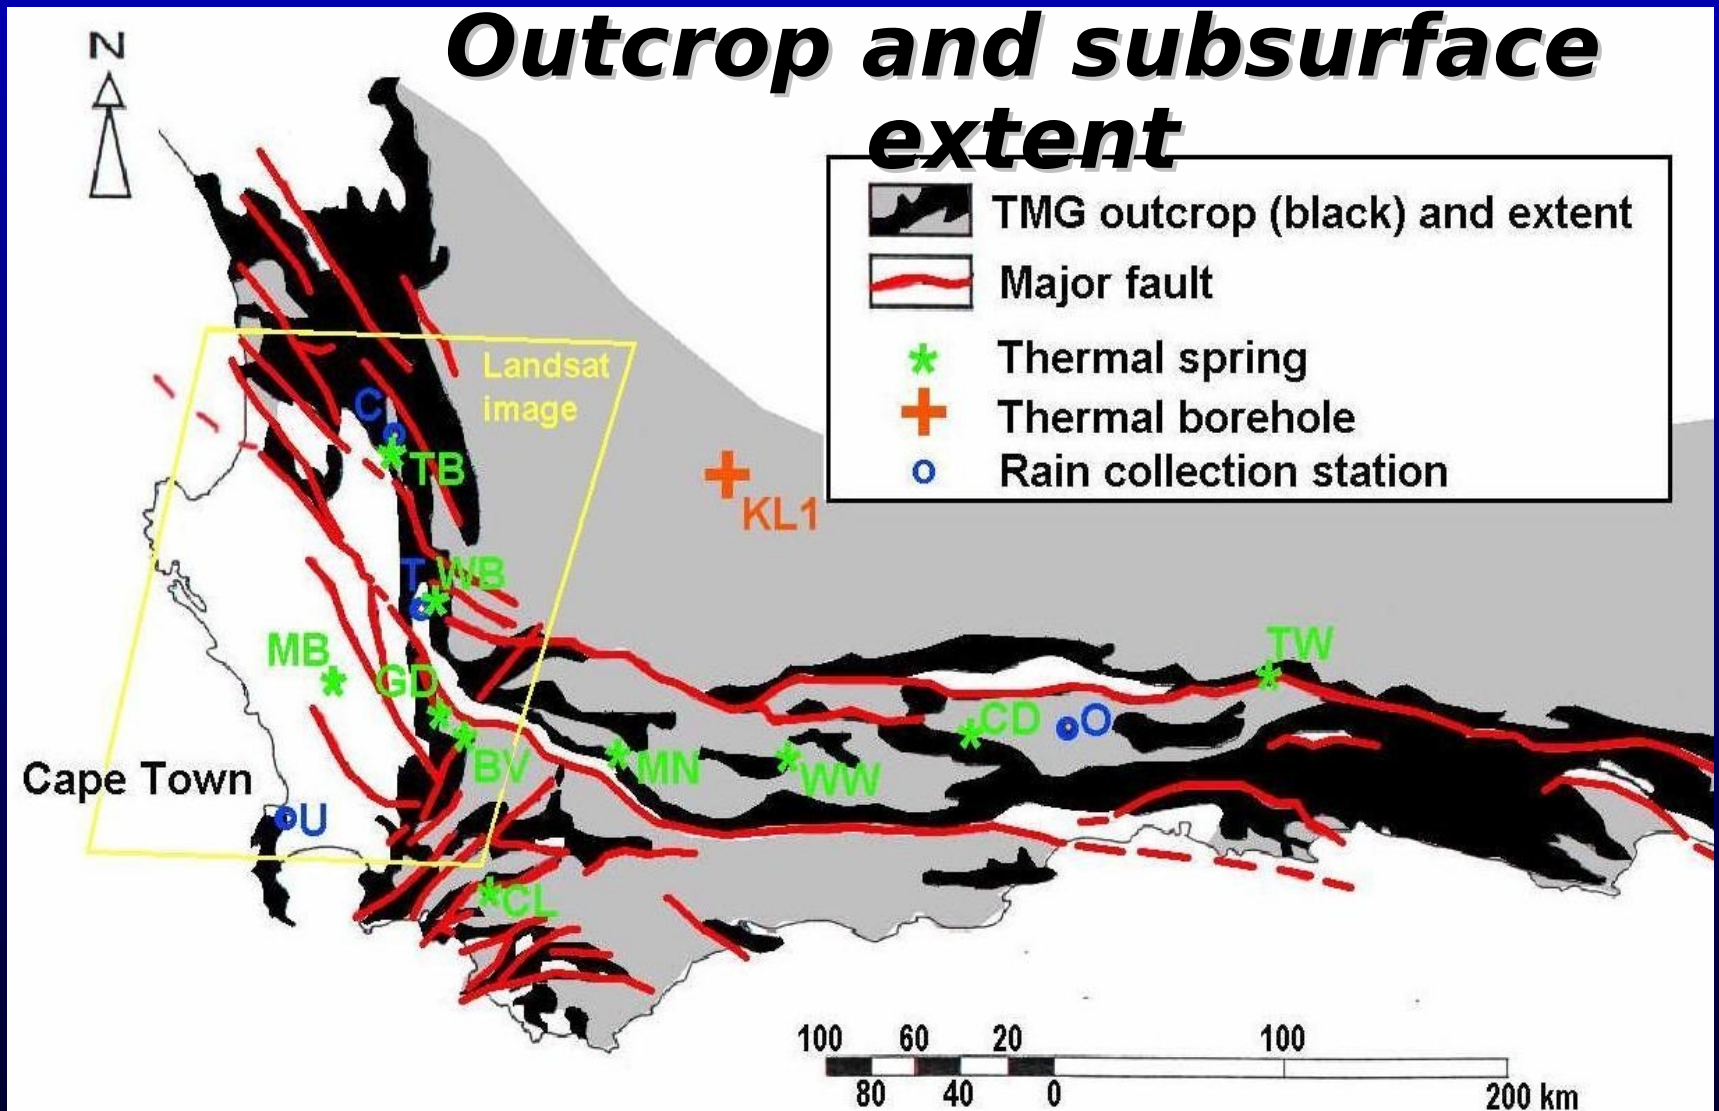 Outcrop and subsurface
extent
N
TMG outcrop (black) and extent
Major fault
Thermal spring
Thermal borehole
Rain collection station
Landsat
image
C
TB
KL1
T
WB
MB
GD
TW
CD
O
BV
MN
WW
Cape Town
U
CL
100 60 20 100
80 40 0 200 km